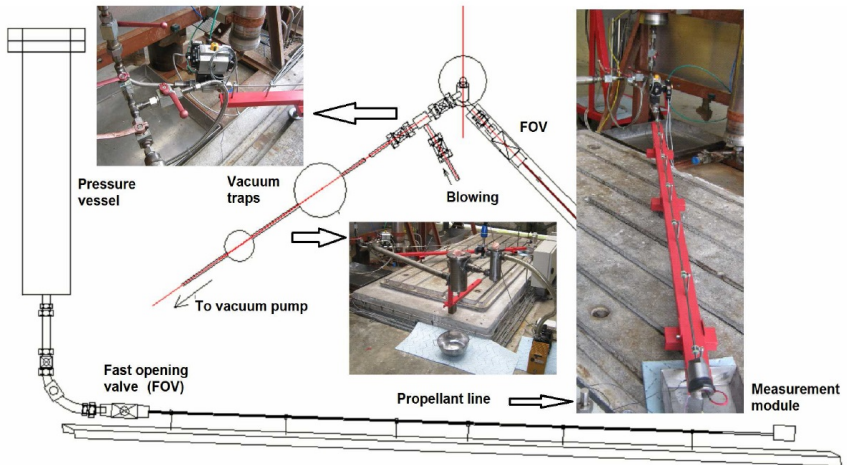 FOV
Pressure
vessel
Vacuum
traps
Blowing
To vacuum pump
Fast opening
valve (FOV)
Propellant line
Measurement
module